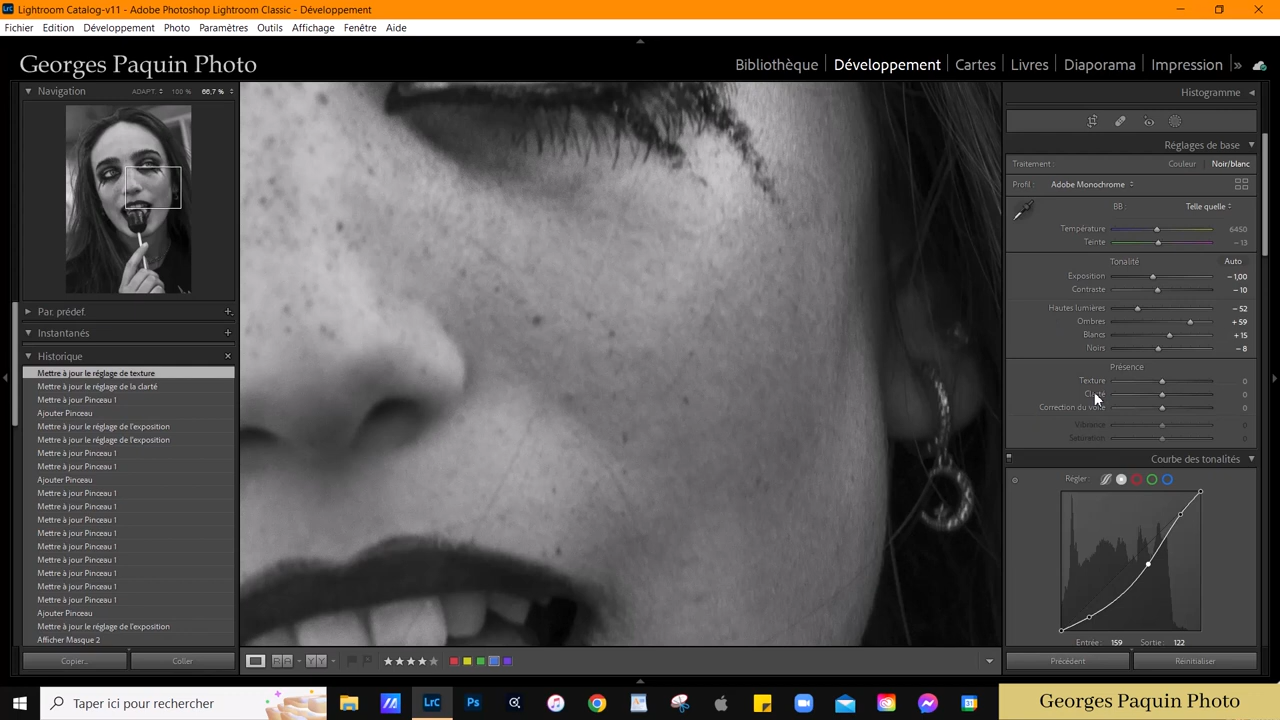 Lightroom Catalog-v11 - Adobe Photoshop Lightroom Classic - Développement
Fichier Edition Développement Photo Paramètres Outils Affichage Fenêtre Aide
Georges Paquin Photo
Bibliothèque Développement Cartes Livres Diaporama Impression »
Navigation ADAPT. 100 % 66,7 %
Par. prédef.
Instantanés
Historique
Mettre à jour le réglage de texture
Mettre à jour le réglage de la clarté
Mettre à jour Pinceau 1
Ajouter Pinceau
Mettre à jour le réglage de l'exposition
Mettre à jour le réglage de l'exposition
Mettre à jour Pinceau 1
Mettre à jour Pinceau 1
Ajouter Pinceau
Mettre à jour Pinceau 1
Mettre à jour Pinceau 1
Mettre à jour Pinceau 1
Mettre à jour Pinceau 1
Mettre à jour Pinceau 1
Mettre à jour Pinceau 1
Mettre à jour Pinceau 1
Mettre à jour Pinceau 1
Mettre à jour Pinceau 1
Ajouter Pinceau
Mettre à jour le réglage de l'exposition
Afficher Masque 2
Copier... Coller
Histogramme
Réglages de base
Traitement : Couleur Noir/blanc
Profil : Adobe Monochrome
BB : Telle quelle
Température 6450
Teinte – 13
Tonalité Auto
Exposition – 1,00
Contraste – 10
Hautes lumières – 52
Ombres + 59
Blancs + 15
Noirs – 8
Présence
Texture 0
Clarté 0
Correction du voile 0
Vibrance 0
Saturation 0
Courbe des tonalités
Régler :
Entrée : 159 Sortie : 122
Précédent Réinitialiser
Taper ici pour rechercher
LrC
Ps
31
Georges Paquin Photo